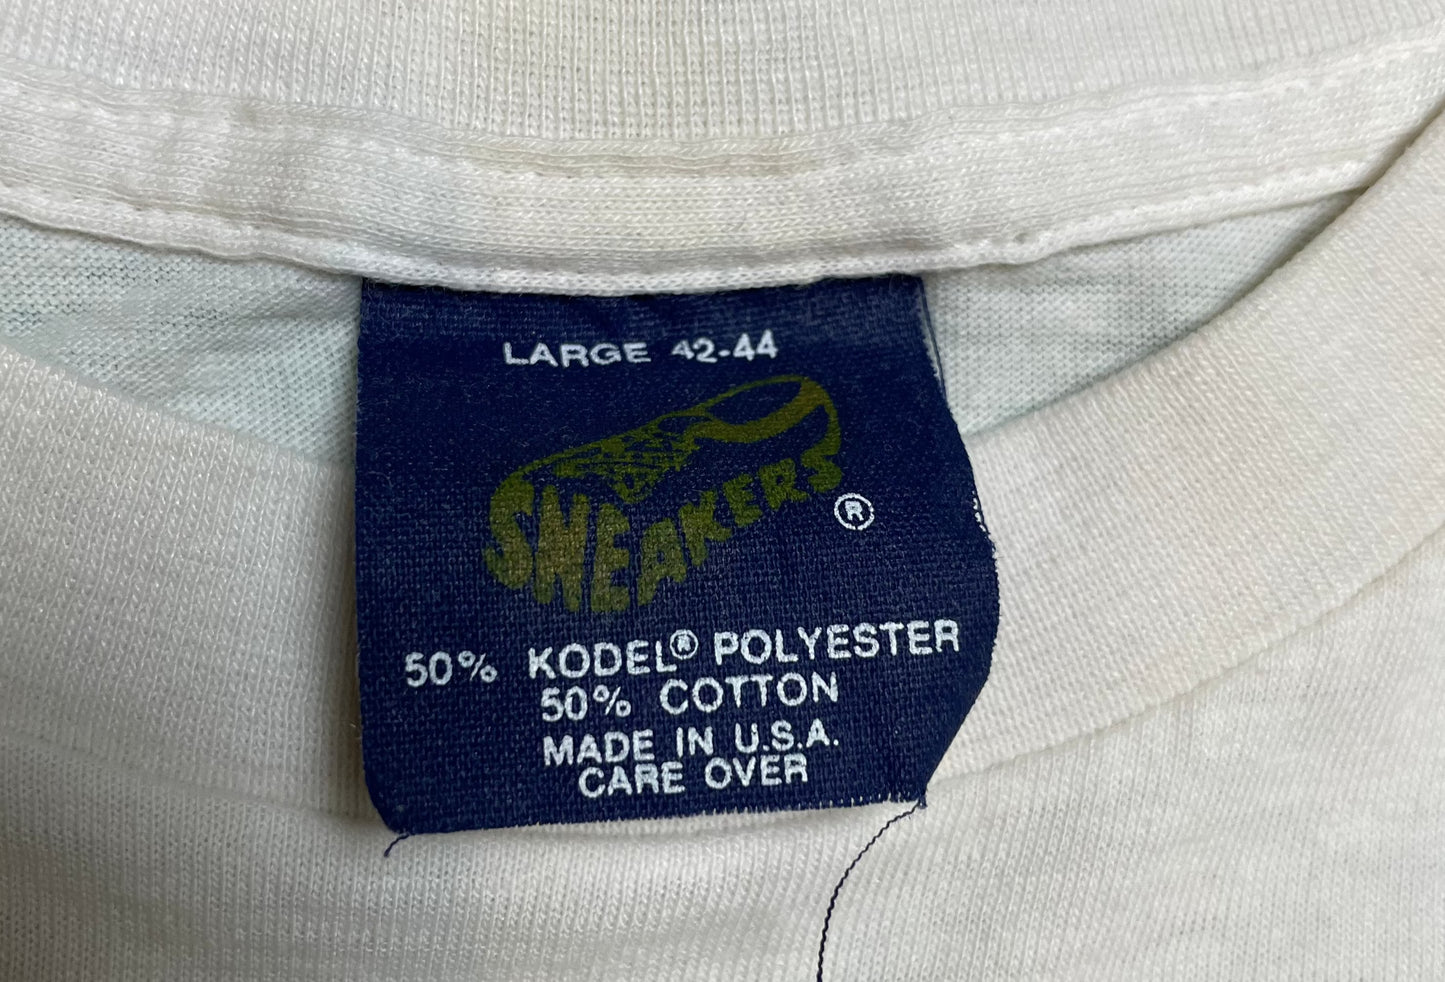 LARGE 42-44
SNEAKERS ®
50% KODEL® POLYESTER
50% COTTON
MADE IN U.S.A.
CARE OVER